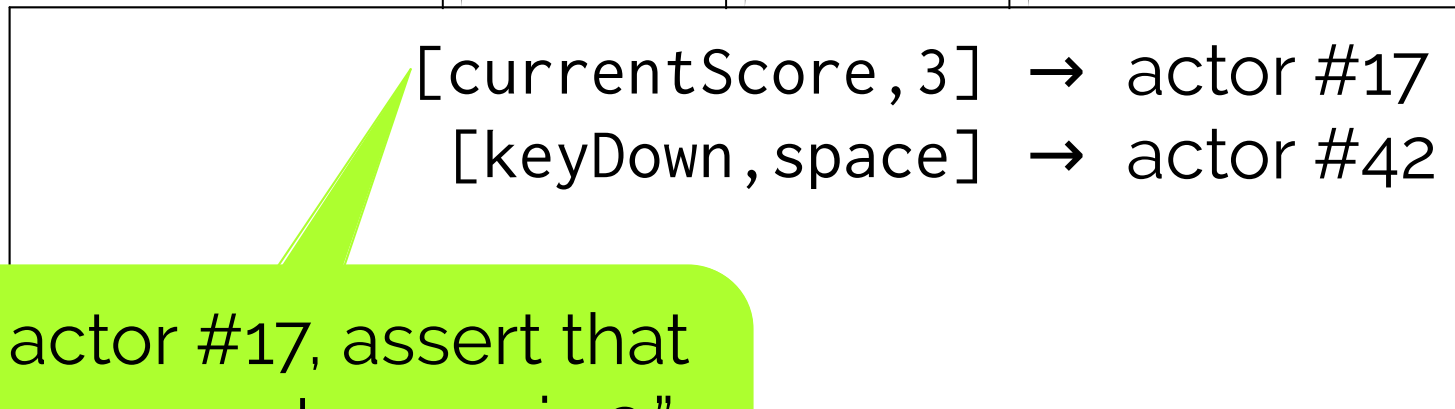 [currentScore,3] → actor #17
[keyDown,space] → actor #42
actor #17, assert that